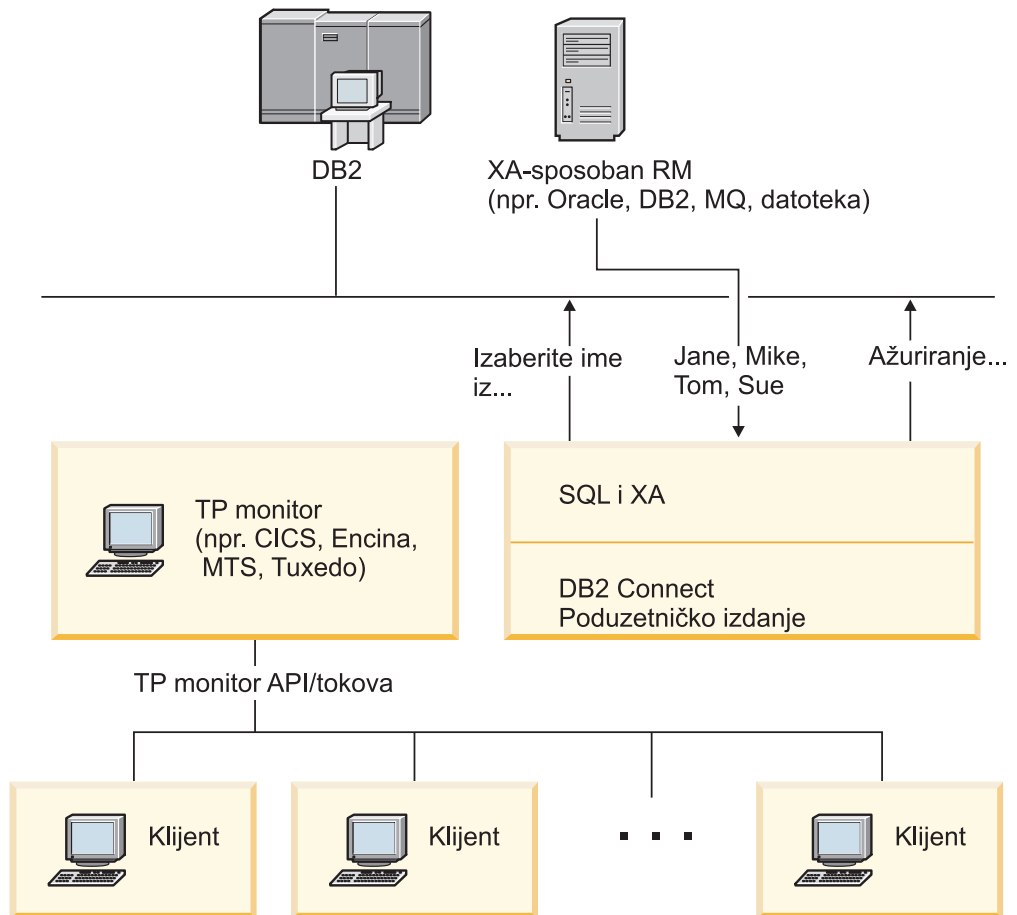 DB2
XA-sposoban RM
(npr. Oracle, DB2, MQ, datoteka)
Izaberite ime
iz...
Jane, Mike,
Tom, Sue
Ažuriranje...
TP monitor
(npr. CICS, Encina,
MTS, Tuxedo)
SQL i XA
DB2 Connect
Poduzetničko izdanje
TP monitor API/tokova
Klijent
Klijent
. . .
Klijent